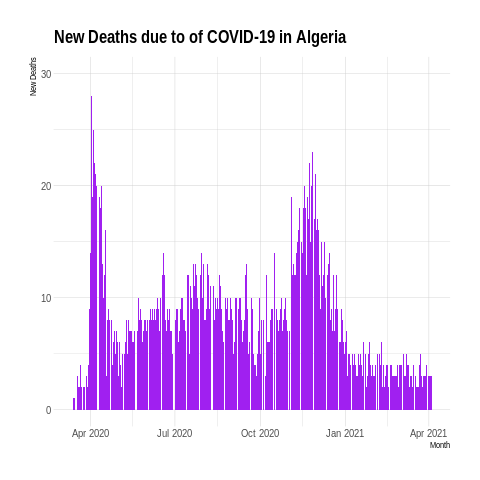 New Deaths due to of COVID-19 in Algeria
New Deaths
30
20
10
0
Apr 2020 Jul 2020 Oct 2020 Jan 2021 Apr 2021
Month